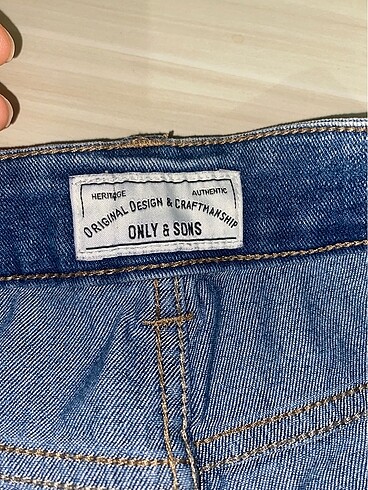 HERITAGE AUTHENTIC
ORIGINAL DESIGN & CRAFTMANSHIP
ONLY & SONS